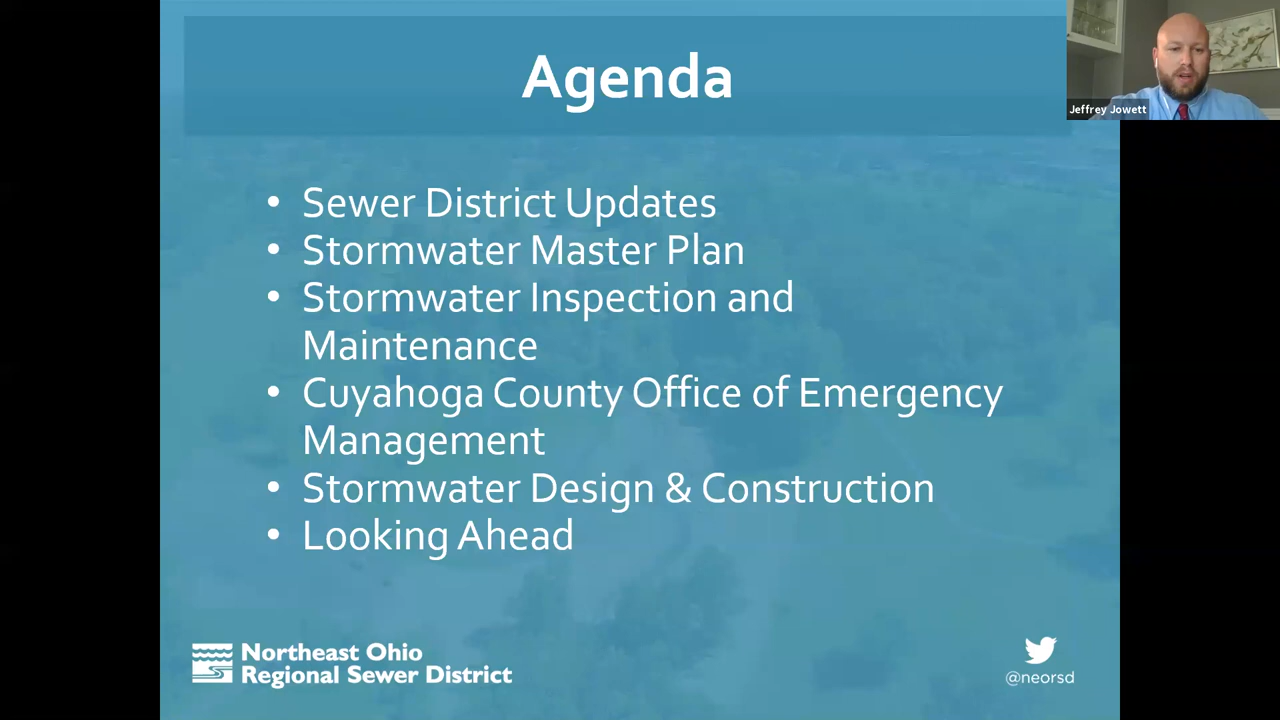 Agenda
Jeffrey Jowett
• Sewer District Updates
• Stormwater Master Plan
• Stormwater Inspection and
Maintenance
• Cuyahoga County Office of Emergency
Management
• Stormwater Design & Construction
• Looking Ahead
Northeast Ohio
Regional Sewer District
@neorsd